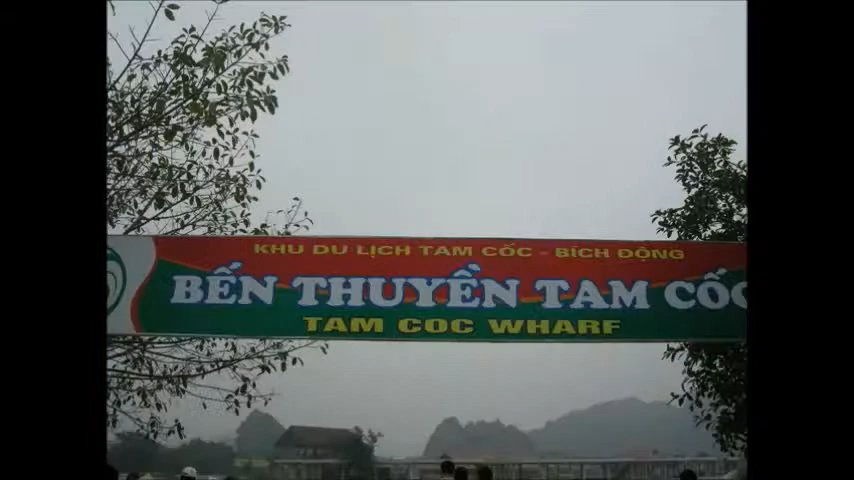 KHU DU LỊCH TAM CỐC - BÍCH ĐỘNG
BẾN THUYỀN TAM CỐC
TAM COC WHARF